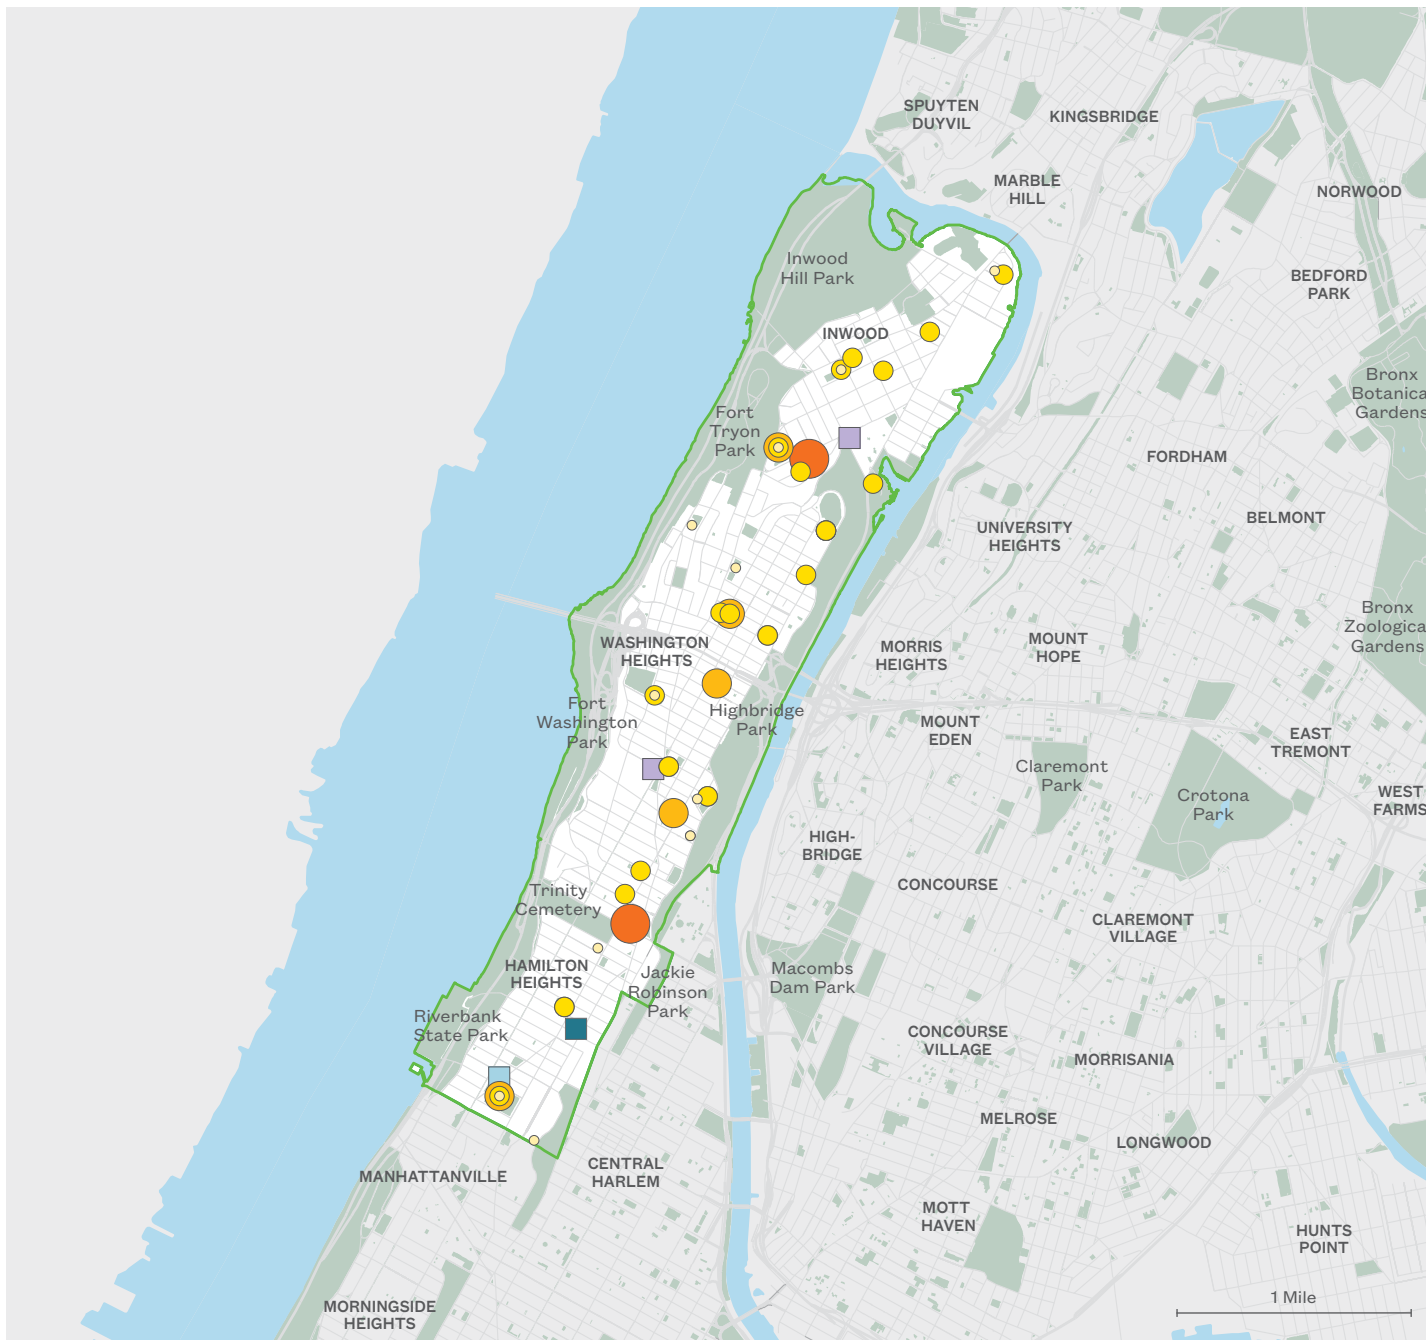 SPUYTEN
DUYVIL
KINGSBRIDGE
MARBLE
HILL
NORWOOD
Inwood
Hill Park
BEDFORD
PARK
INWOOD
Bronx
Botanica
Gardens
Fort
Tryon
Park
FORDHAM
BELMONT
UNIVERSITY
HEIGHTS
Bronx
Zoologica
Gardens
WASHINGTON
HEIGHTS
MORRIS
HEIGHTS
MOUNT
HOPE
Fort
Washington
Park
Highbridge
Park
MOUNT
EDEN
EAST
TREMONT
Claremont
Park
Crotona
Park
WEST
FARMS
HIGH-
BRIDGE
CONCOURSE
Trinity
Cemetery
CLAREMONT
VILLAGE
HAMILTON
HEIGHTS
Jackie
Robinson
Park
Macombs
Dam Park
Riverbank
State Park
CONCOURSE
VILLAGE
MORRISANIA
MELROSE
LONGWOOD
MANHATTANVILLE
CENTRAL
HARLEM
MOTT
HAVEN
HUNTS
POINT
MORNINGSIDE
HEIGHTS
1 Mile